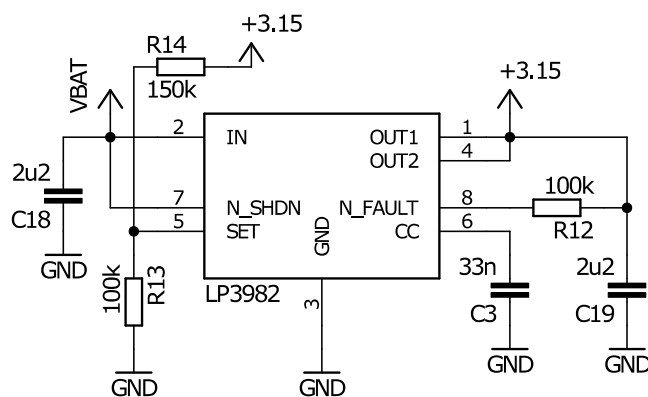 R14
+3.15
150k
VBAT
+3.15
2
IN
OUT1
1
OUT2
4
2u2
C18
7
N_SHDN
N_FAULT
8
100k
R12
5
SET
GND
CC
6
GND
100k
R13
LP3982
3
33n
C3
2u2
C19
GND
GND
GND
GND